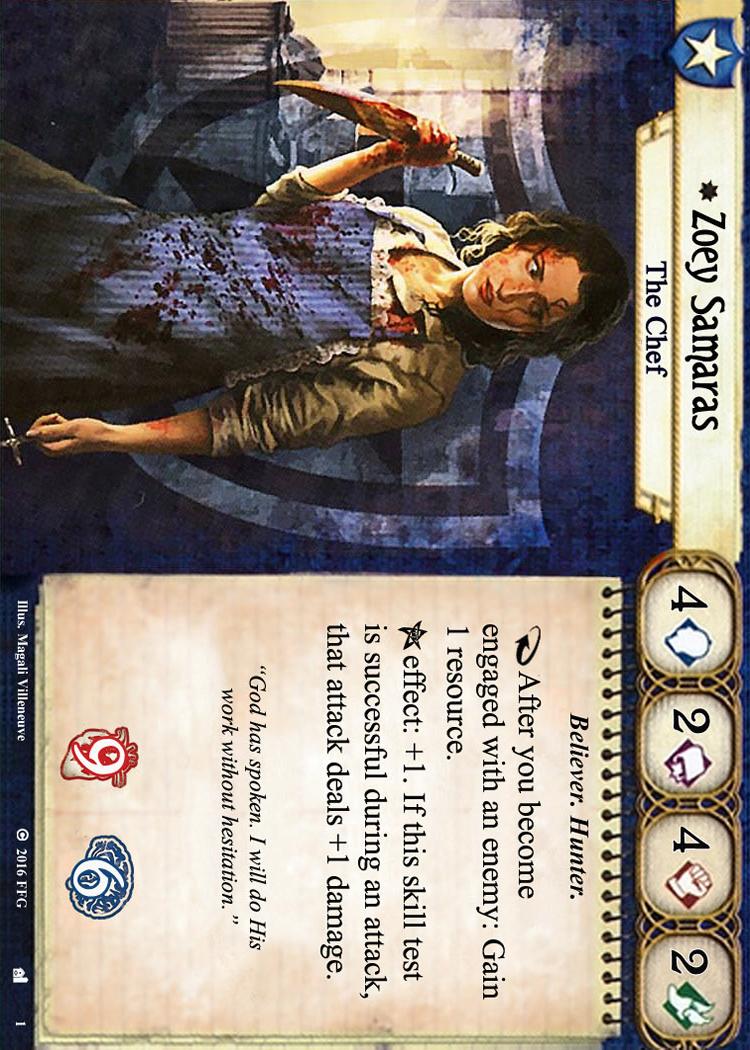 Zoey Samaras
The Chef
4 2 4 2
Believer. Hunter.
After you become
engaged with an enemy: Gain
1 resource.
effect: +1. If this skill test
is successful during an attack,
that attack deals +1 damage.
“God has spoken. I will do His
work without hesitation.”
9 6
Illus. Magali Villeneuve
© 2016 FFG
1